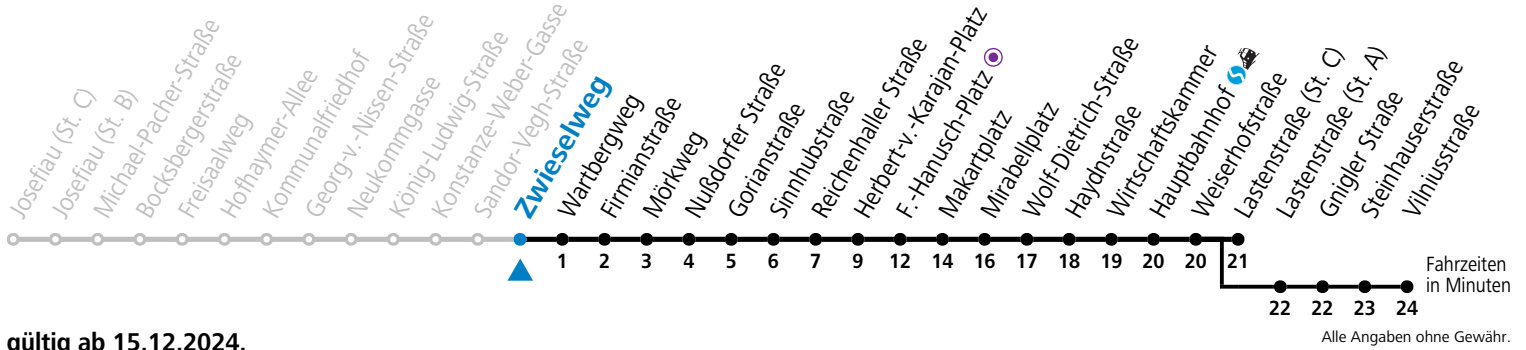 Josefiau (St. C)
Josefiau (St. B)
Michael-Pacher-Straße
Bocksbergerstraße
Freisaalweg
Hofhaymer-Allee
Kommunalfriedhof
Georg-v.-Nissen-Straße
Neukommgasse
König-Ludwig-Straße
Konstanze-Weber-Gasse
Sandor-Vegh-Straße
Zwieselweg
Wartbergweg
Firmianstraße
Mörkweg
Nußdorfer Straße
Gorianstraße
Sinnhubstraße
Reichenhaller Straße
Herbert-v.-Karajan-Platz
F.-Hanusch-Platz
Makartplatz
Mirabellplatz
Wolf-Dietrich-Straße
Haydnstraße
Wirtschaftskammer
Hauptbahnhof
Weiserhofstraße
Lastenstraße (St. C)
Lastenstraße (St. A)
Gnigler Straße
Steinhauserstraße
Vilniusstraße
1 2 3 4 5 6 7 9 12 14 16 17 18 19 20 20 21
Fahrzeiten
in Minuten
22 22 23 24
gültig ab 15.12.2024.
Alle Angaben ohne Gewähr.